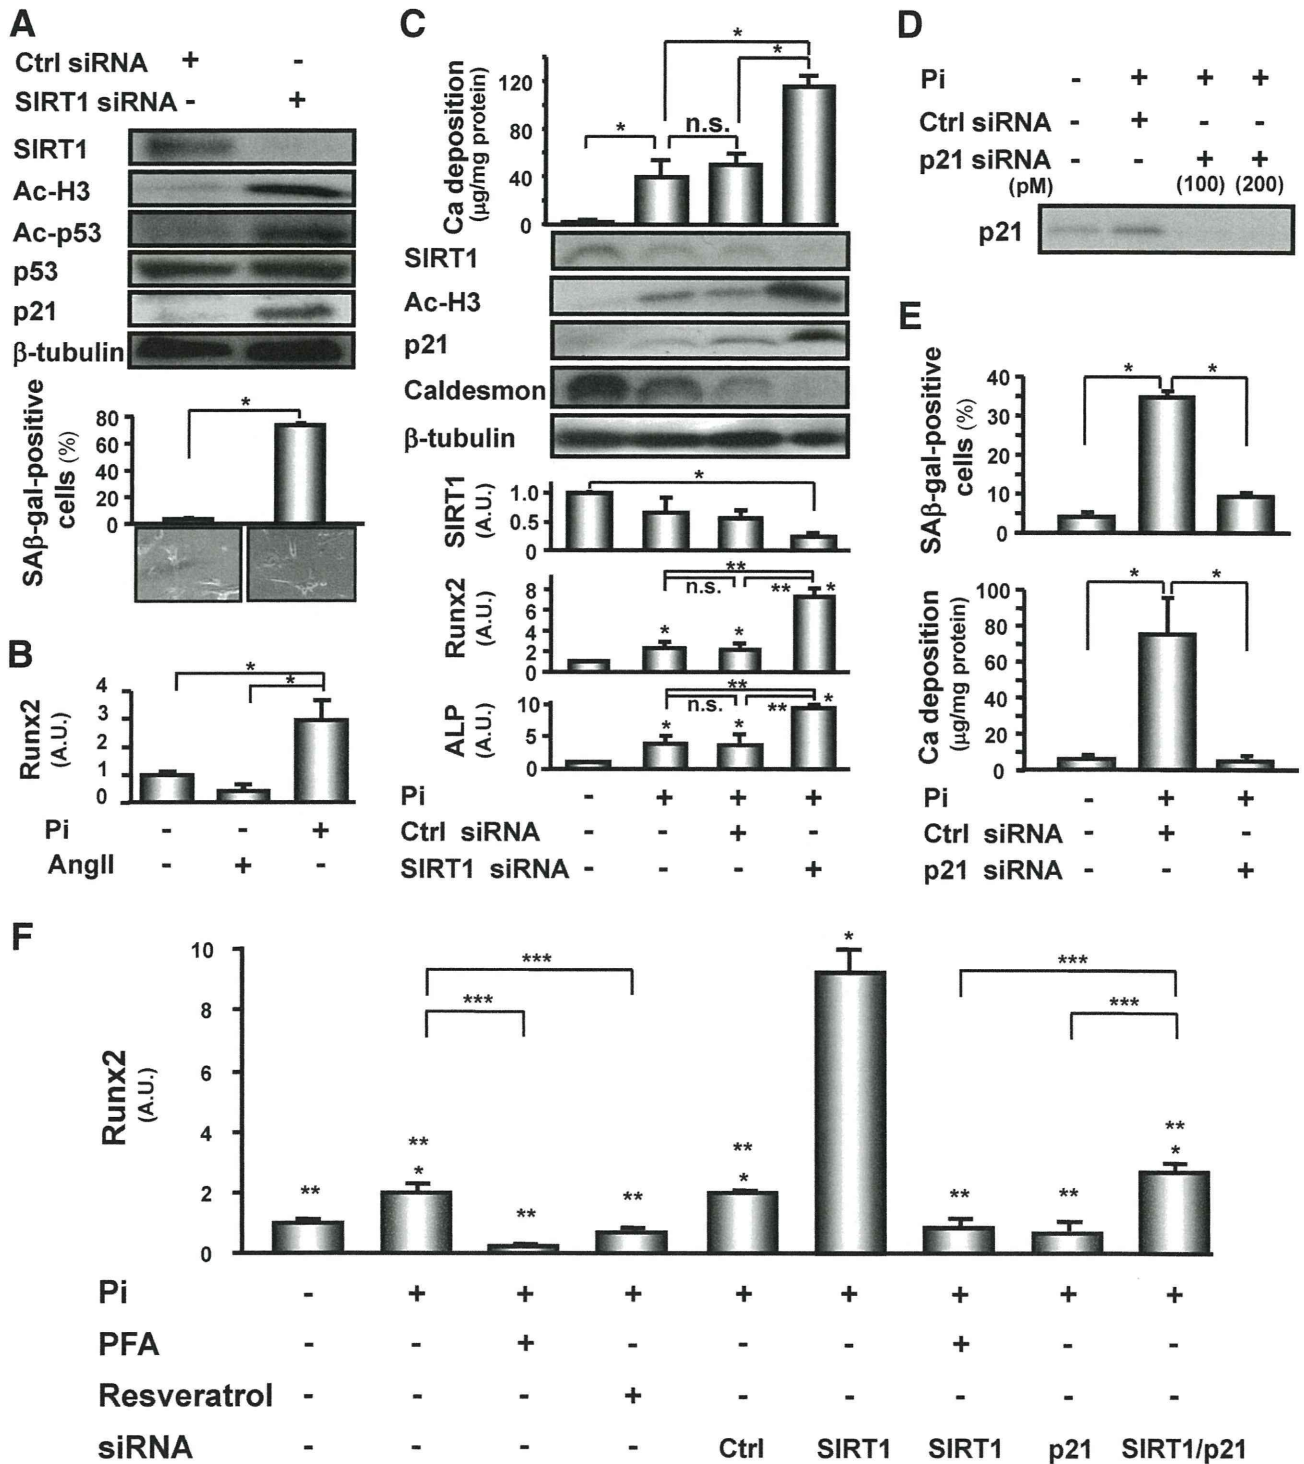 A
Ctrl siRNA + -
SIRT1 siRNA - +
SIRT1
Ac-H3
Ac-p53
p53
p21
β-tubulin
SAβ-gal-positive
cells (%)
80
60
40
20
0
*
B
Runx2
(A.U.)
4
3
2
1
0
*
*
Pi - - +
AngII - + -
C
Ca deposition
(μg/mg protein)
120
80
40
0
*
*
* n.s.
SIRT1
Ac-H3
p21
Caldesmon
β-tubulin
SIRT1
(A.U.)
1.0
0.5
0
*
Runx2
(A.U.)
8
6
4
2
0
**
n.s. ** *
* *
ALP
(A.U.)
10
5
0
**
n.s. ** *
* *
Pi - + + +
Ctrl siRNA - - + -
SIRT1 siRNA - - - +
D
Pi - + + +
Ctrl siRNA - + - -
p21 siRNA - - + +
(pM) (100) (200)
p21
E
SAβ-gal-positive
cells (%)
40
30
20
10
0
* *
Ca deposition
(μg/mg protein)
100
80
60
40
20
0
* *
Pi - + +
Ctrl siRNA - + -
p21 siRNA - - +
F
Runx2
(A.U.)
10
8
6
4
2
0
*** * ***
*** ***
** ** **
* * *
** ** ** ** **
Pi - + + + + + + + +
PFA - - + - - - + - -
Resveratrol - - - + - - - - -
siRNA - - - - Ctrl SIRT1 SIRT1 p21 SIRT1/p21